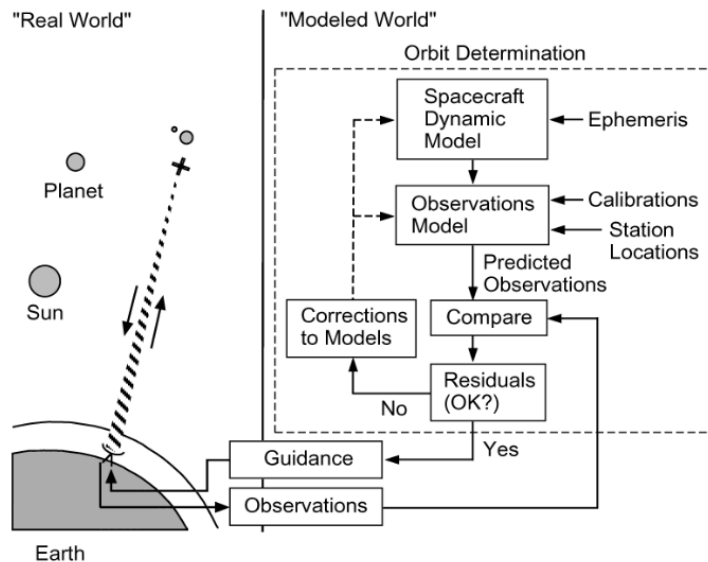 "Real World"
"Modeled World"
Orbit Determination
Spacecraft
Dynamic
Model
Ephemeris
Planet
Observations
Model
Calibrations
Station
Locations
Predicted
Observations
Sun
Corrections
to Models
Compare
Residuals
(OK?)
No
Yes
Guidance
Observations
Earth